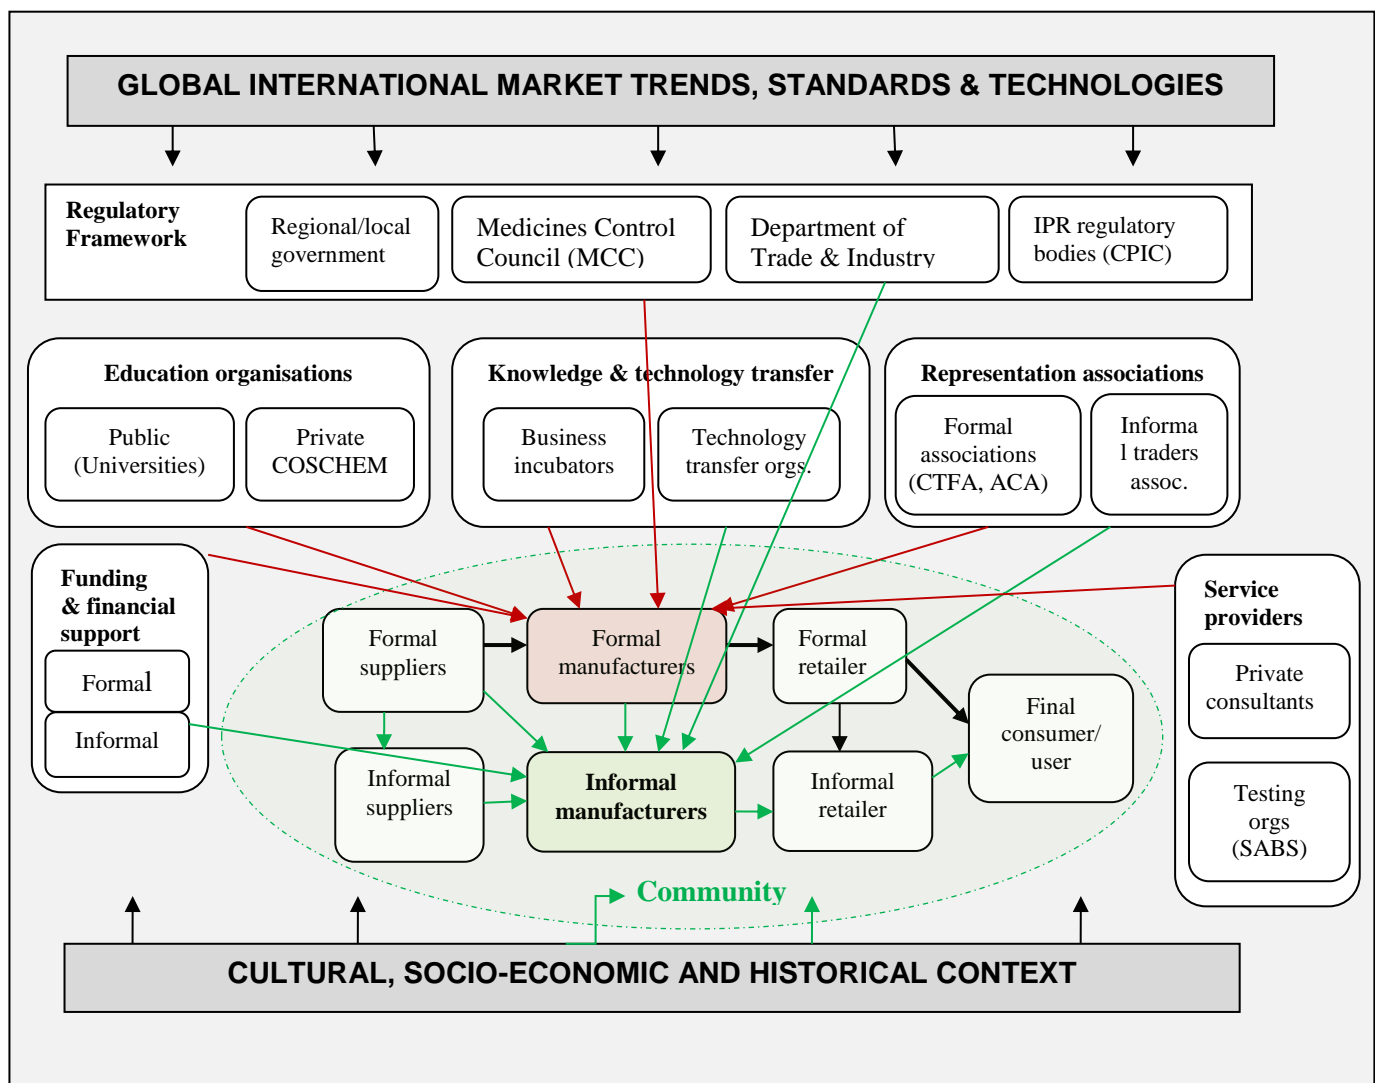 GLOBAL INTERNATIONAL MARKET TRENDS, STANDARDS & TECHNOLOGIES
Regulatory
Framework
Regional/local
government
Medicines Control
Council (MCC)
Department of
Trade & Industry
IPR regulatory
bodies (CPIC)
Education organisations
Public
(Universities)
Private
COSCHEM
Knowledge & technology transfer
Business
incubators
Technology
transfer orgs.
Representation associations
Formal
associations
(CTFA, ACA)
Informa
l traders
assoc.
Funding
& financial
support
Formal
Informal
Formal
suppliers
Formal
manufacturers
Formal
retailer
Informal
suppliers
Informal
manufacturers
Informal
retailer
Final
consumer/
user
Service
providers
Private
consultants
Testing
orgs
(SABS)
Community
CULTURAL, SOCIO-ECONOMIC AND HISTORICAL CONTEXT